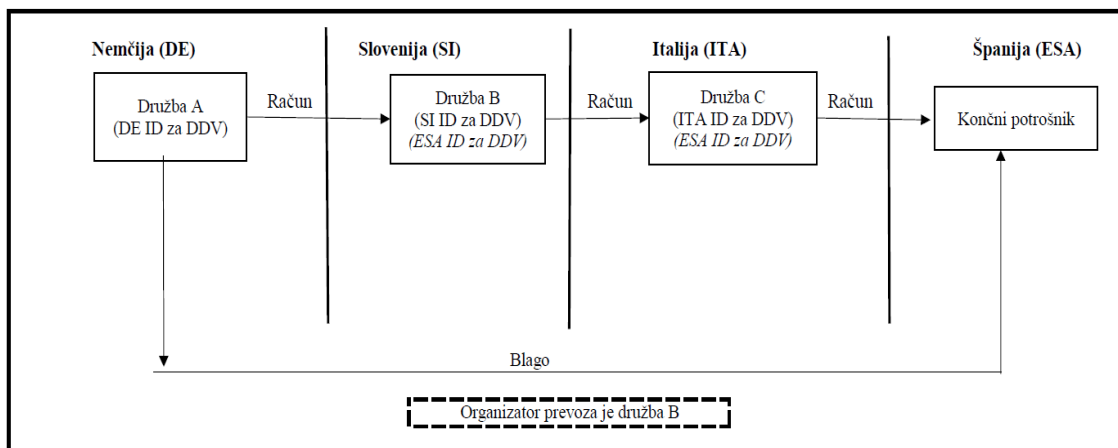 Nemčija (DE)
Slovenija (SI)
Italija (ITA)
Španija (ESA)
Družba A
(DE ID za DDV)
Račun
Družba B
(SI ID za DDV)
(ESA ID za DDV)
Račun
Družba C
(ITA ID za DDV)
(ESA ID za DDV)
Račun
Končni potrošnik
Blago
Organizator prevoza je družba B